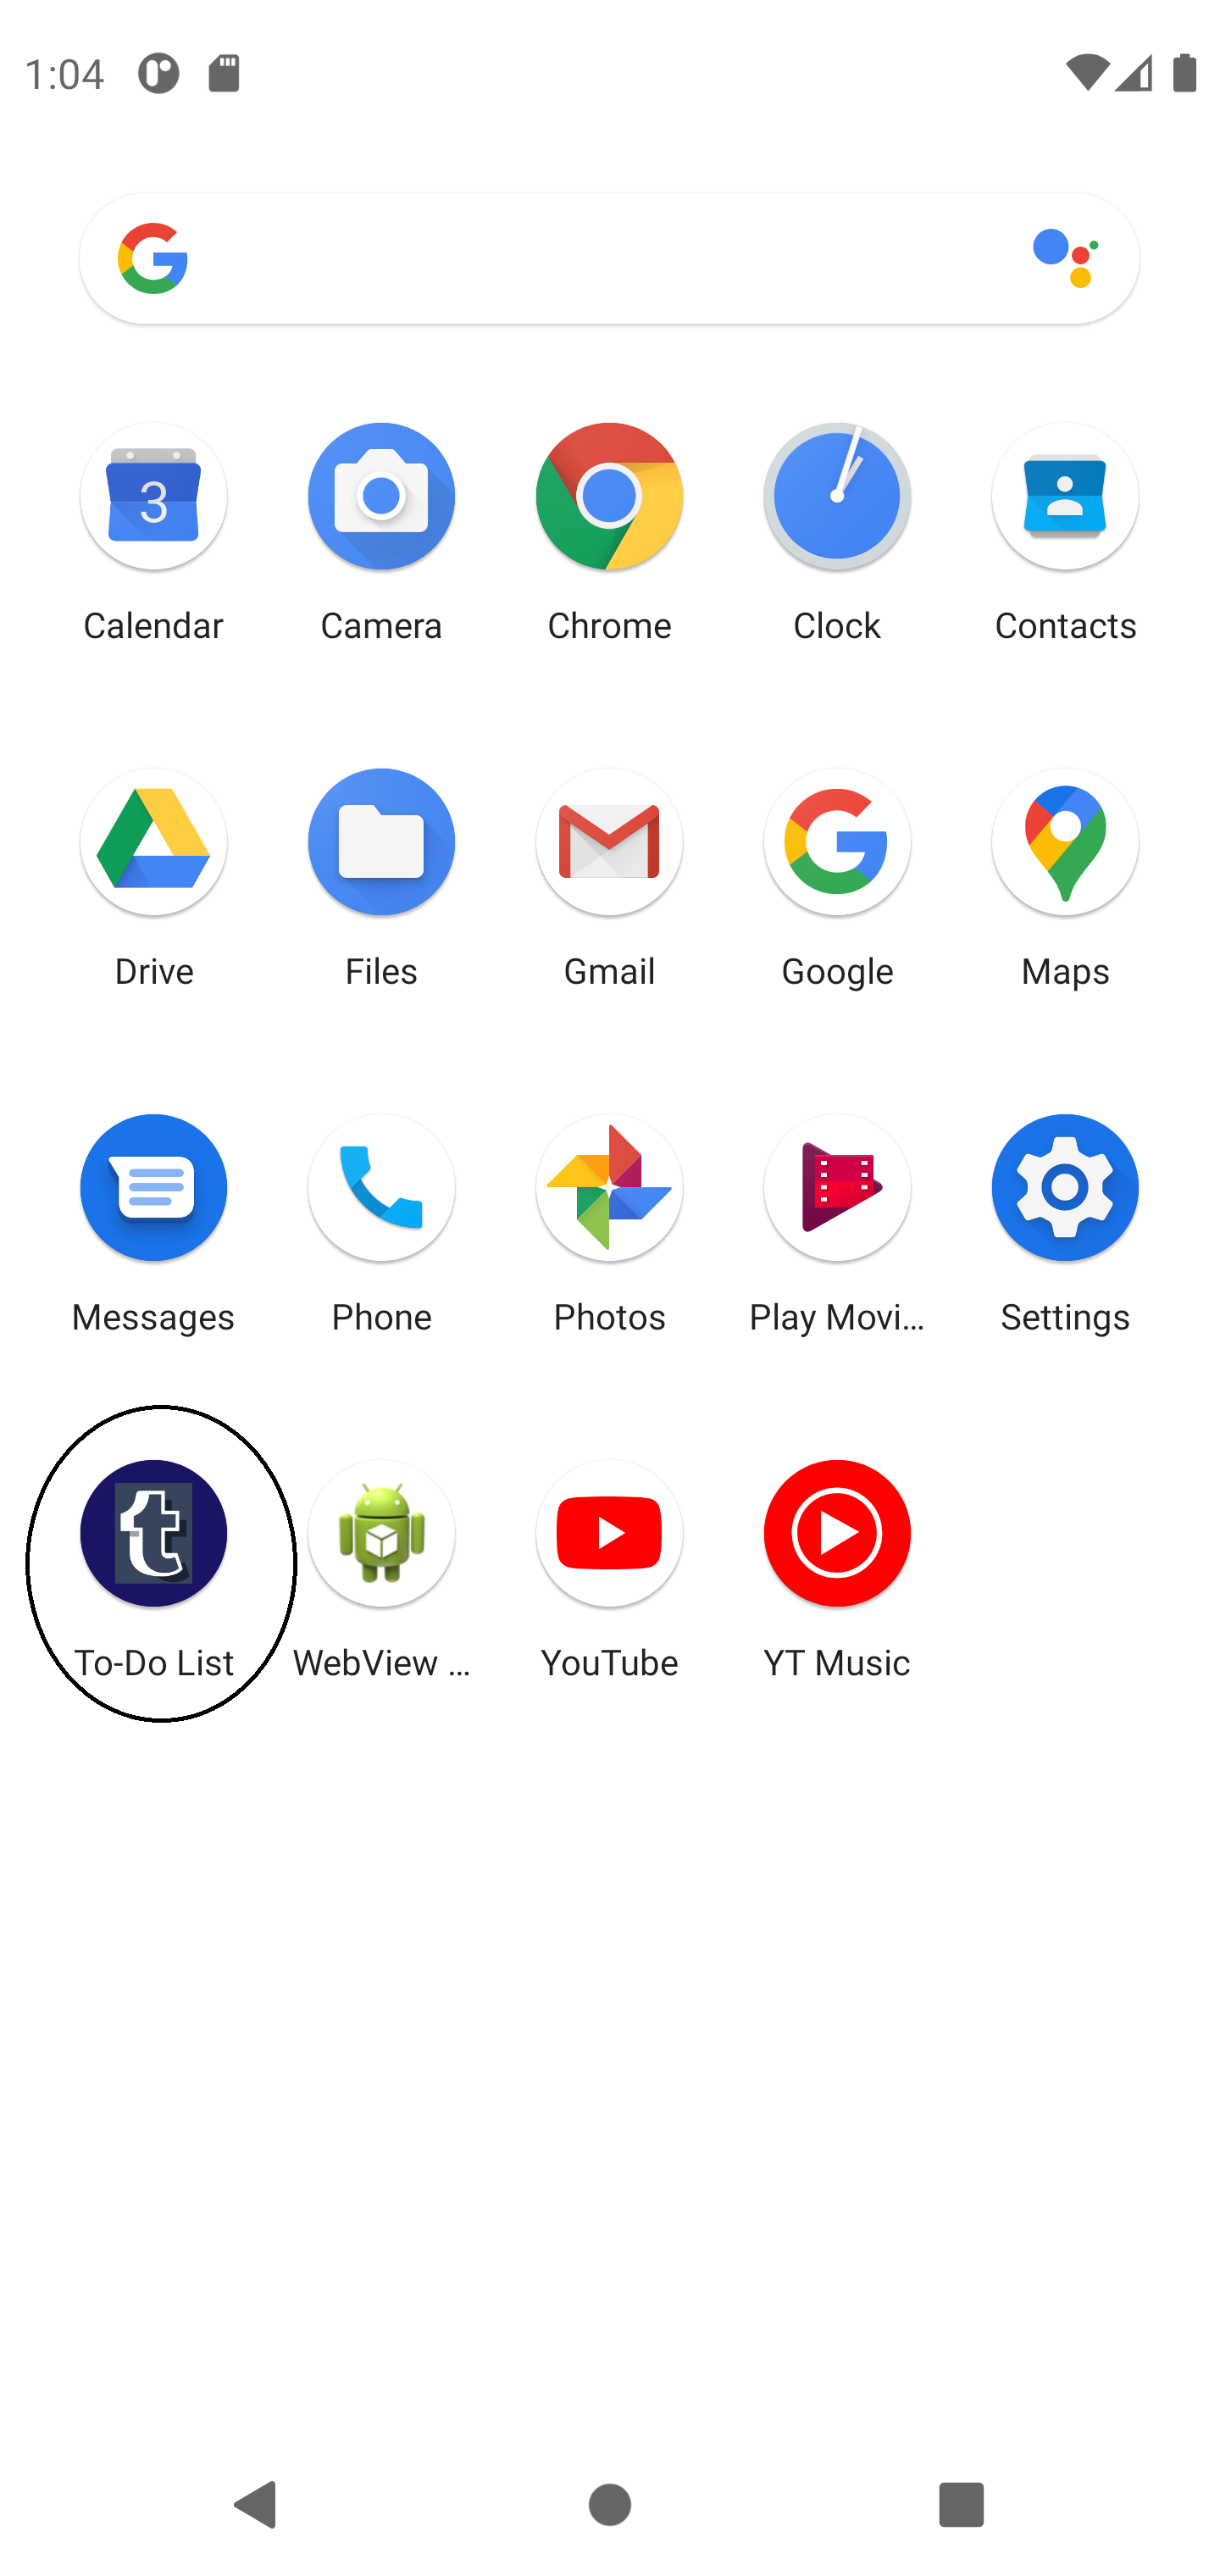 1:04
3
Calendar Camera Chrome Clock Contacts
Drive Files Gmail Google Maps
Messages Phone Photos Play Movi... Settings
t
To-Do List WebView ... YouTube YT Music